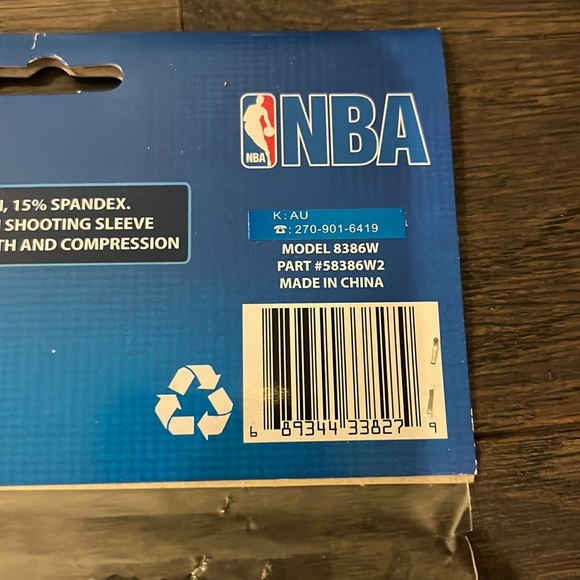 NBA
NBA
, 15% SPANDEX.
SHOOTING SLEEVE
TH AND COMPRESSION
K: AU
☎: 270-901-6419
MODEL 8386W
PART #58386W2
MADE IN CHINA
6 89344 33827 9